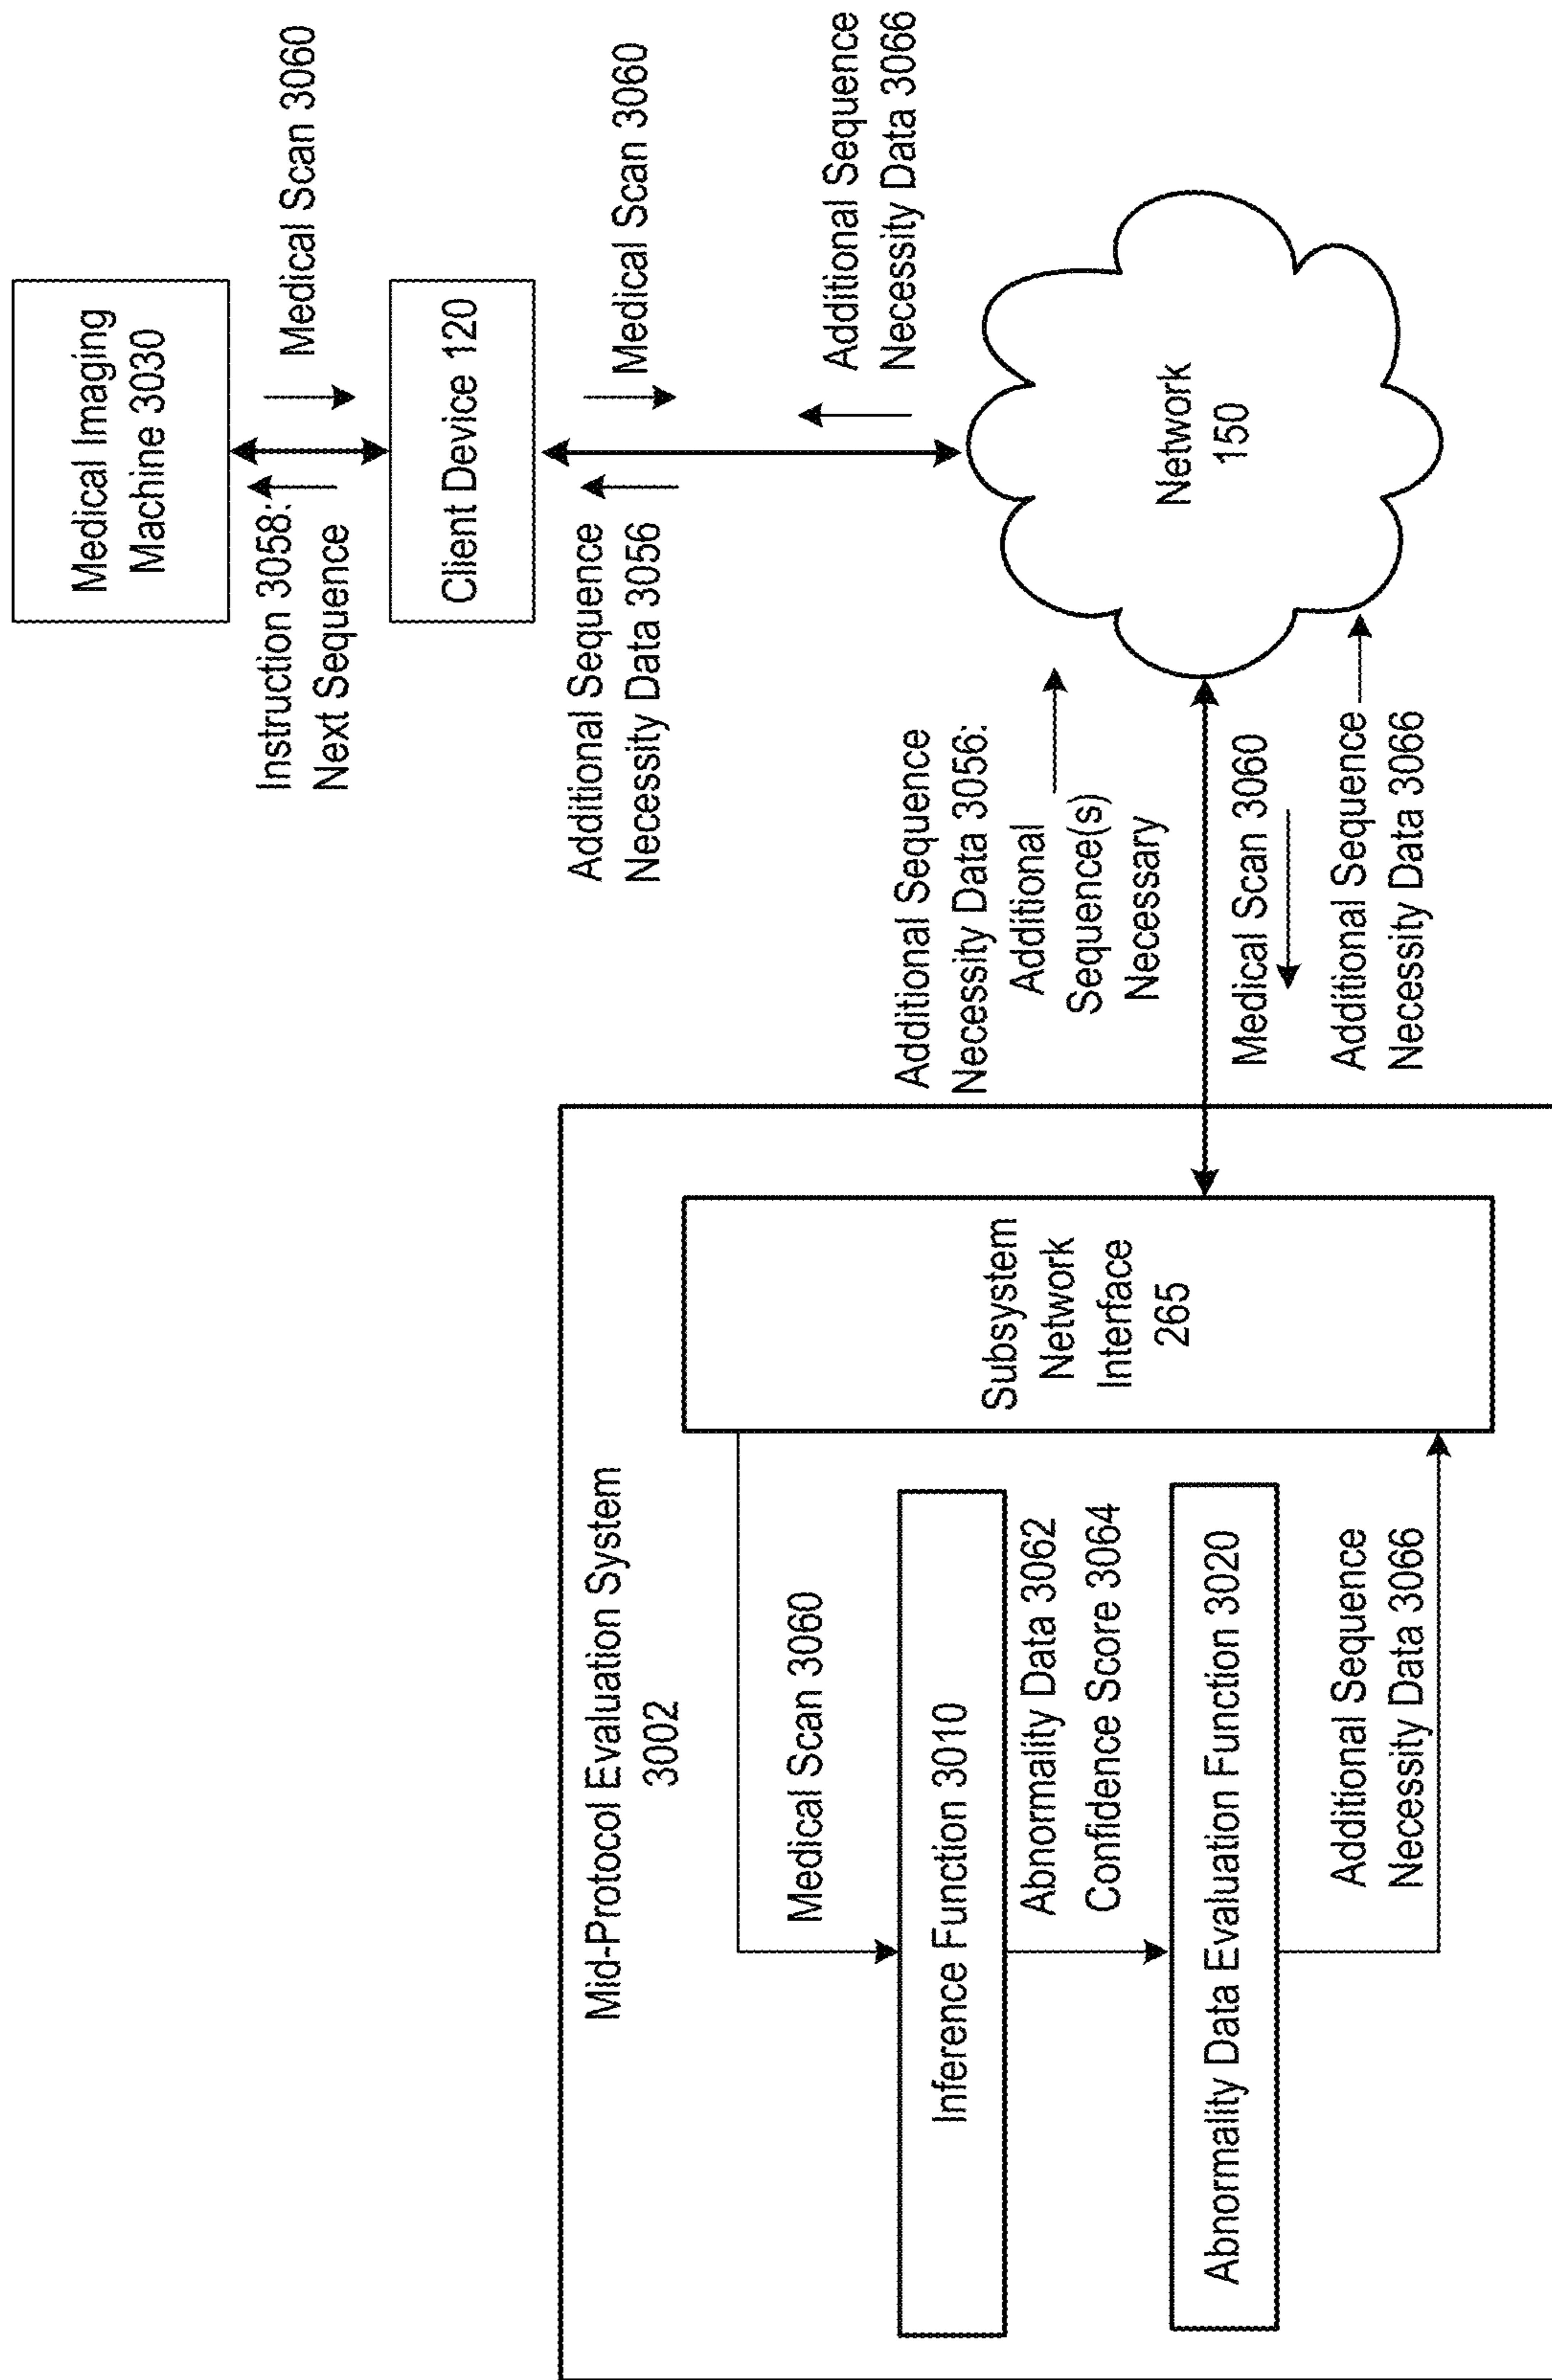 Medical Imaging
Machine 3030
Instruction 3058:
Next Sequence
Medical Scan 3060
Client Device 120
Additional Sequence
Necessity Data 3056
Medical Scan 3060
Additional Sequence
Necessity Data 3066
Network
150
Additional Sequence
Necessity Data 3056:
Additional
Sequence(s)
Necessary
Medical Scan 3060
Additional Sequence
Necessity Data 3066
Mid-Protocol Evaluation System
3002
Subsystem
Network
Interface
265
Medical Scan 3060
Inference Function 3010
Abnormality Data 3062
Confidence Score 3064
Abnormality Data Evaluation Function 3020
Additional Sequence
Necessity Data 3066